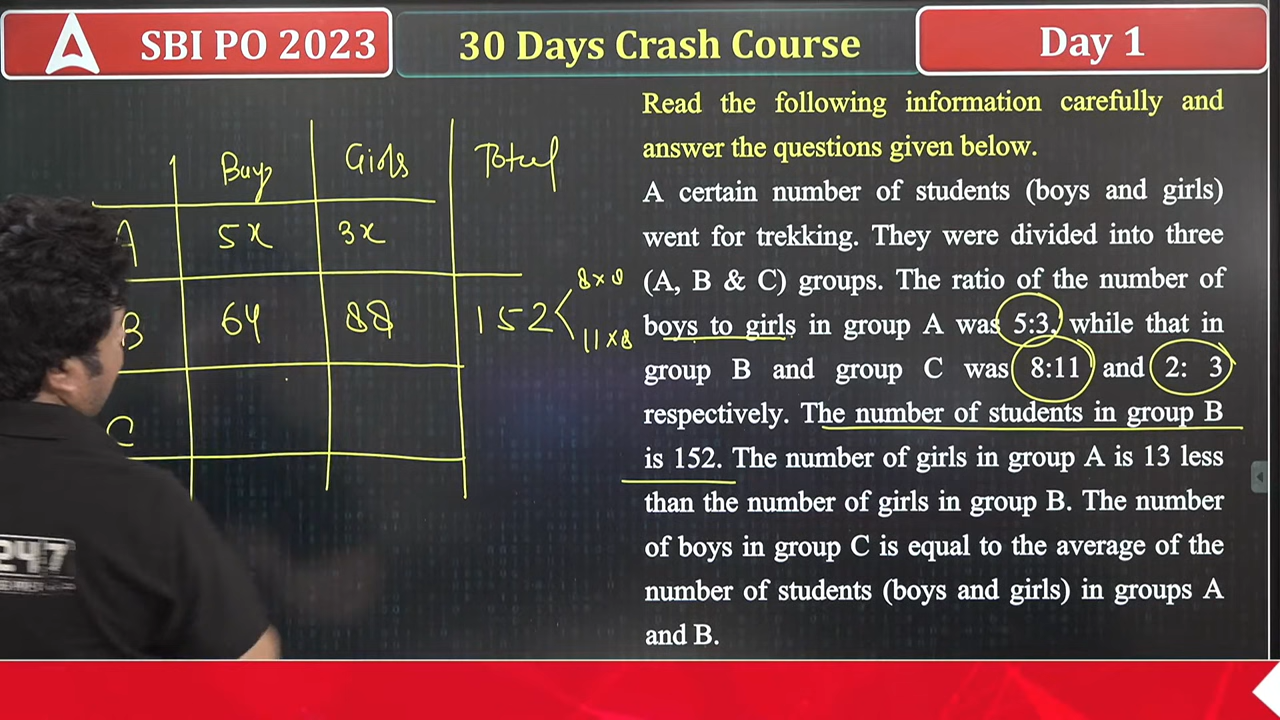 SBI PO 2023
30 Days Crash Course
Day 1
Read the following information carefully and
answer the questions given below.
A certain number of students (boys and girls)
went for trekking. They were divided into three
(A, B & C) groups. The ratio of the number of
boys to girls in group A was 5:3, while that in
group B and group C was 8:11 and 2: 3
respectively. The number of students in group B
is 152. The number of girls in group A is 13 less
than the number of girls in group B. The number
of boys in group C is equal to the average of the
number of students (boys and girls) in groups A
and B.
Boys Girls Total
A 5x 3x
B 64 88 152
8 x 8
11 x 8
C
247